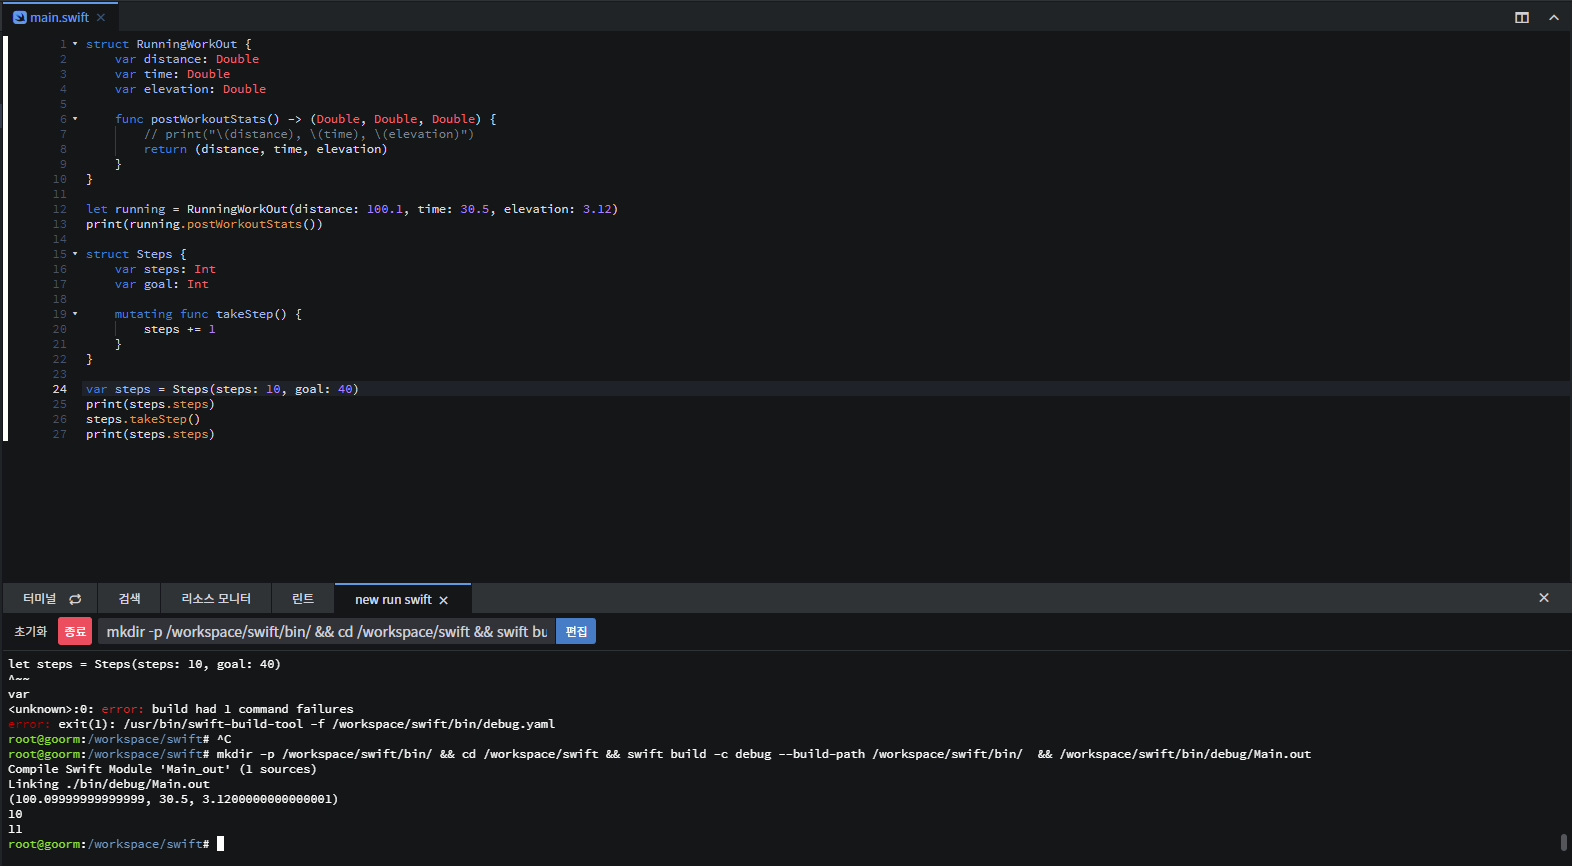 main.swift
1 struct RunningWorkOut {
2     var distance: Double
3     var time: Double
4     var elevation: Double
5
6     func postWorkoutStats() -> (Double, Double, Double) {
7         // print("\(distance), \(time), \(elevation)")
8         return (distance, time, elevation)
9     }
10 }
11
12 let running = RunningWorkOut(distance: 100.1, time: 30.5, elevation: 3.12)
13 print(running.postWorkoutStats())
14
15 struct Steps {
16     var steps: Int
17     var goal: Int
18
19     mutating func takeStep() {
20         steps += 1
21     }
22 }
23
24 var steps = Steps(steps: 10, goal: 40)
25 print(steps.steps)
26 steps.takeStep()
27 print(steps.steps)
터미널 검색 리소스 모니터 린트 new run swift
초기화 종료 mkdir -p /workspace/swift/bin/ && cd /workspace/swift && swift bu 편집
let steps = Steps(steps: 10, goal: 40)
^~~
var
<unknown>:0: error: build had 1 command failures
error: exit(1): /usr/bin/swift-build-tool -f /workspace/swift/bin/debug.yaml
root@goorm:/workspace/swift# ^C
root@goorm:/workspace/swift# mkdir -p /workspace/swift/bin/ && cd /workspace/swift && swift build -c debug --build-path /workspace/swift/bin/  && /workspace/swift/bin/debug/Main.out
Compile Swift Module 'Main_out' (1 sources)
Linking ./bin/debug/Main.out
(100.09999999999999, 30.5, 3.1200000000000001)
10
11
root@goorm:/workspace/swift#